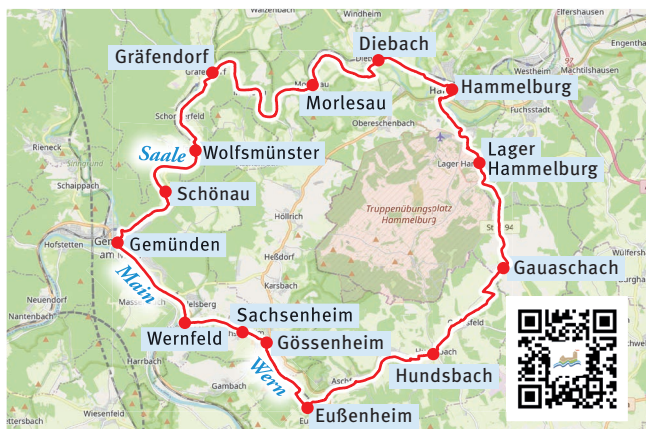 Windheim
Engenthal
97
Machtilshausen
Westheim
Diebach
Gräfendorf
Hammelburg
Morlesau
Fuchsstadt
Obereschenbach
Rieneck
Saale
Wolfsmünster
Lager
Hammelburg
Schaippach
Schönau
Höllrich
Truppenübungsplatz
Hammelburg
Hofstetten
Gemünden
Heßdorf
Gauaschach
Main
Karsbach
Neuendorf
Nantenbach
Sachsenheim
Wernfeld
Gössenheim
Harrbach
Wern
Hundsbach
Gambach
Wiesenfeld
Eußenheim